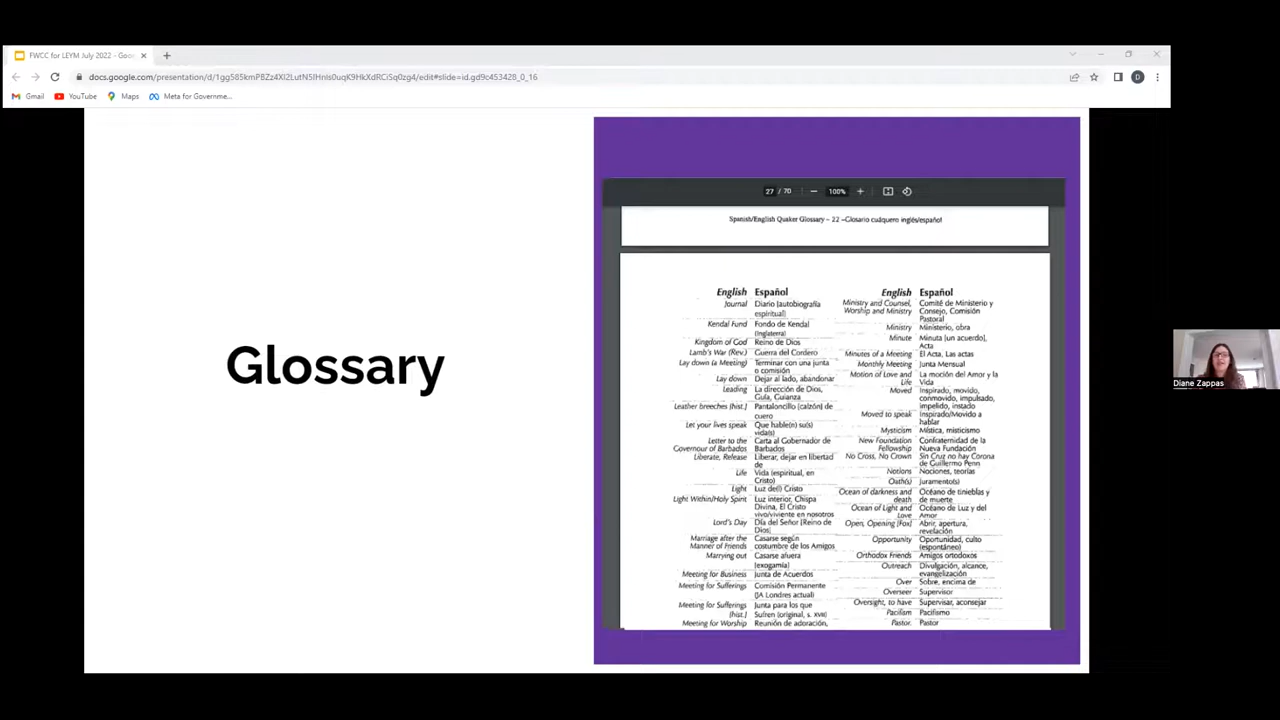 FWCC for LEYM July 2022 - Goo
docs.google.com/presentation/d/1gg585kmPBZz4Xl2LutN5IHnls0uqK9HkXdRCiSq0zg4/edit#slide=id.gd9c453428_0_16
Gmail
YouTube
Maps
Meta for Governme...
D
Glossary
27 / 70
100%
Spanish/English Quaker Glossary – 22 –Glosario cuáquero inglés/español
English Español
Journal Diario (autobiografía
espiritual)
Kendal Fund Fondo de Kendal
(Inglaterra)
Kingdom of God Reino de Dios
Lamb's War (Rev.) Guerra del Cordero
Lay down (a Meeting) Terminar con una junta
o comisión
Lay down Dejar al lado, abandonar
Leading La dirección de Dios,
Guía, Guianza
Leather breeches (hist.) Pantaloncillo (calzón) de
cuero
Let your lives speak Que hable(n) su(s)
vida(s)
Letter to the Carta al Gobernador de
Governour of Barbados Barbados
Liberate, Release Liberar, dejar en libertad
de
Life Vida (espiritual, en
Cristo)
Light Luz de(l) Cristo
Light Within/Holy Spirit Luz interior, Chispa
Divina, El Cristo
vivo/viviente en nosotros
Lord's Day Día del Señor (Reino de
Dios)
Marriage after the Casarse según
Manner of Friends costumbre de los Amigos
Marrying out Casarse afuera
(exogamia)
Meeting for Business Junta de Acuerdos
Meeting for Sufferings Comisión Permanente
(JA Londres actual)
Meeting for Sufferings Junta para los que
(hist.) Sufren (original, s. XVII)
Meeting for Worship Reunión de adoración,
English Español
Ministry and Counsel, Comité de Ministerio y
Worship and Ministry Consejo, Comisión
Pastoral
Ministry Ministerio, obra
Minute Minuta [un acuerdo],
Acta
Minutes of a Meeting El Acta, Las actas
Monthly Meeting Junta Mensual
Motion of Love and La moción del Amor y la
Life Vida
Moved Inspirado, movido,
conmovido, impulsado,
impelido, instado
Moved to speak Inspirado/Movido a
hablar
Mysticism Mística, misticismo
New Foundation Confraternidad de la
Fellowship Nueva Fundación
No Cross, No Crown Sin Cruz no hay Corona
de Guillermo Penn
Notions Nociones, teorías
Oath(s) Juramento(s)
Ocean of darkness and Océano de tinieblas y
death de muerte
Ocean of Light and Océano de Luz y del
Love Amor
Open, Opening (Fox) Abrir, apertura,
revelación
Opportunity Oportunidad, culto
(espontáneo)
Orthodox Friends Amigos ortodoxos
Outreach Divulgación, alcance,
evangelización
Over Sobre, encima de
Overseer Supervisor
Oversight, to have Supervisar, aconsejar
Pacifism Pacifismo
Pastor Pastor
Diane Zappas